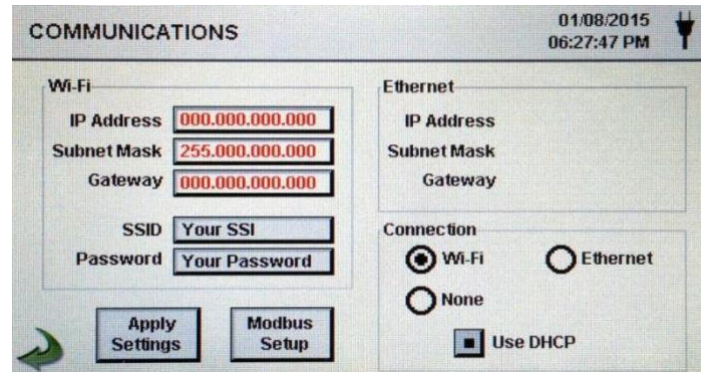 COMMUNICATIONS
01/08/2015
06:27:47 PM
Wi-Fi
IP Address 000.000.000.000
Subnet Mask 255.000.000.000
Gateway 000.000.000.000
SSID Your SSI
Password Your Password
Apply
Settings
Modbus
Setup
Ethernet
IP Address
Subnet Mask
Gateway
Connection
Wi-Fi Ethernet
None
Use DHCP